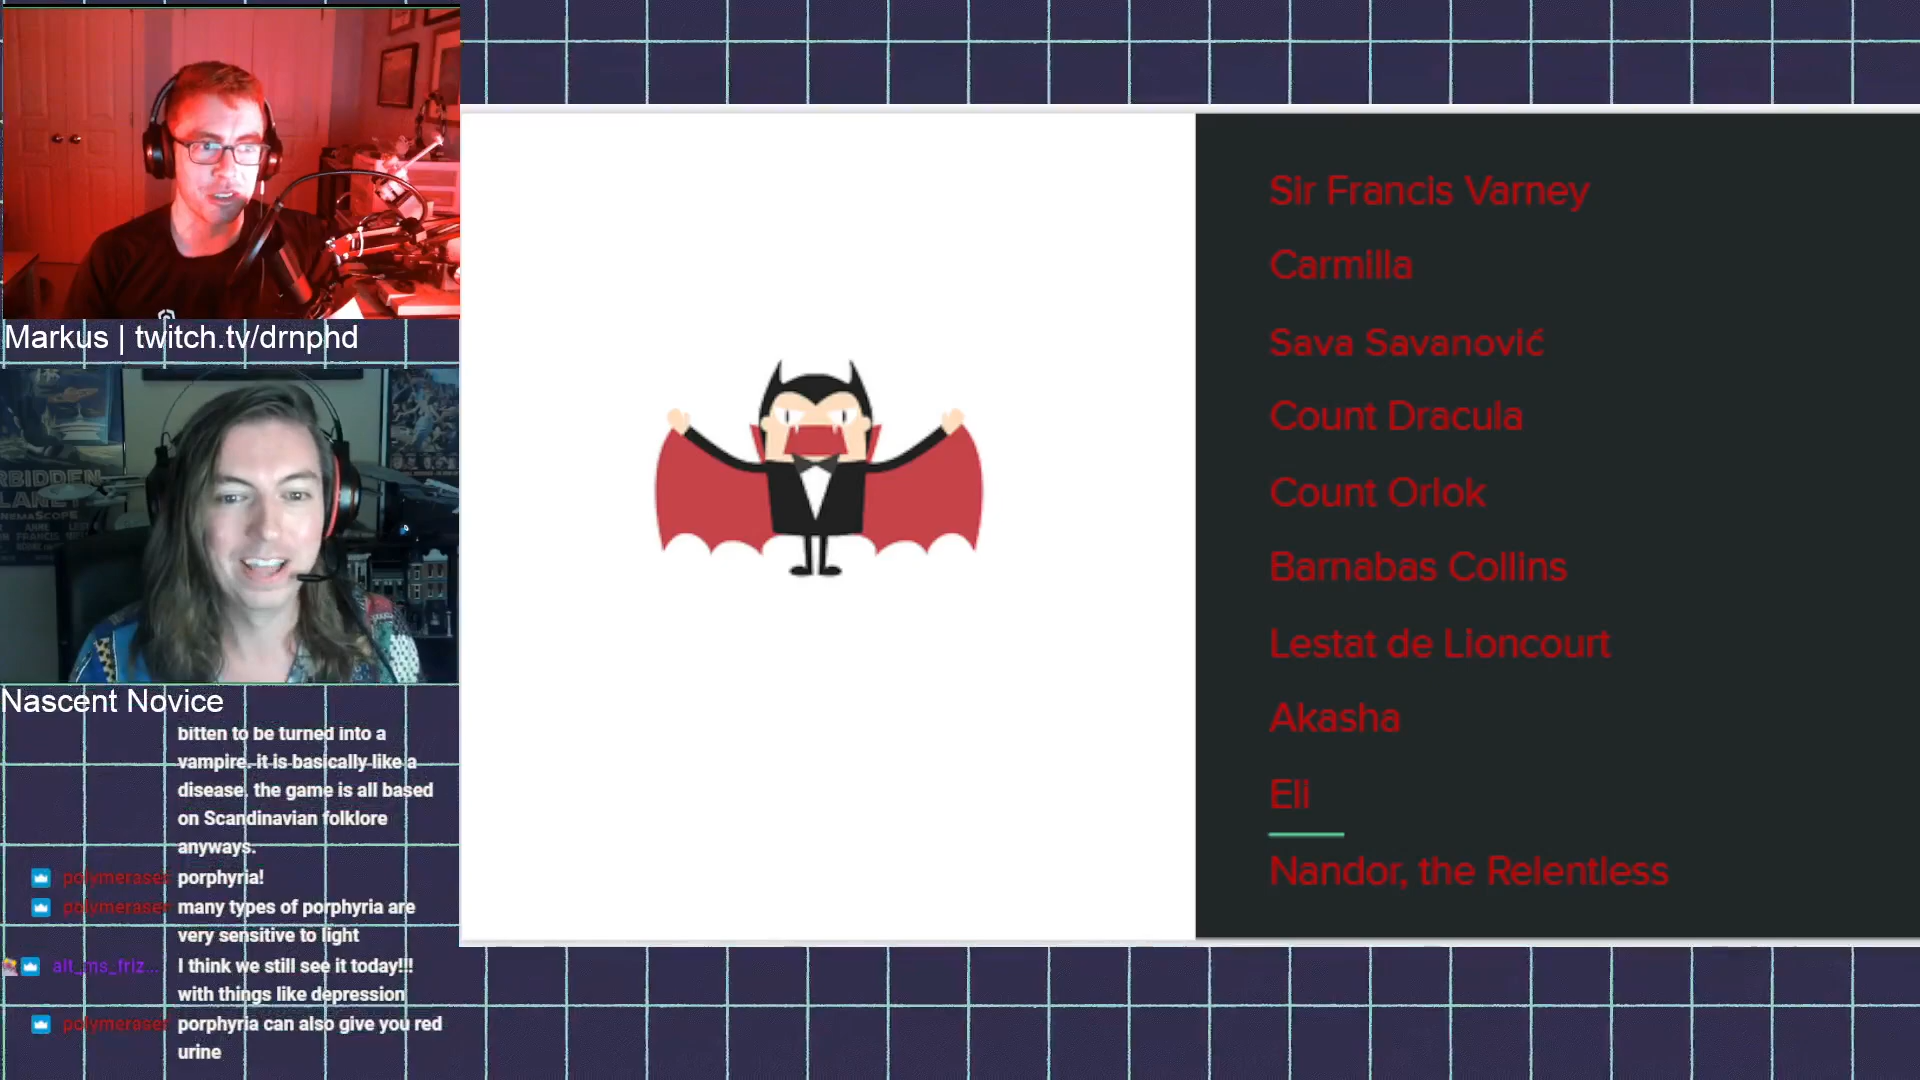 Markus | twitch.tv/drnphd
Nascent Novice
bitten to be turned into a
vampire. it is basically like a
disease. the game is all based
on Scandinavian folklore
anyways.
porphyria!
many types of porphyria are
very sensitive to light
alt_ms_friz... I think we still see it today!!!
with things like depression
porphyria can also give you red
urine
Sir Francis Varney
Carmilla
Sava Savanović
Count Dracula
Count Orlok
Barnabas Collins
Lestat de Lioncourt
Akasha
Eli
Nandor, the Relentless